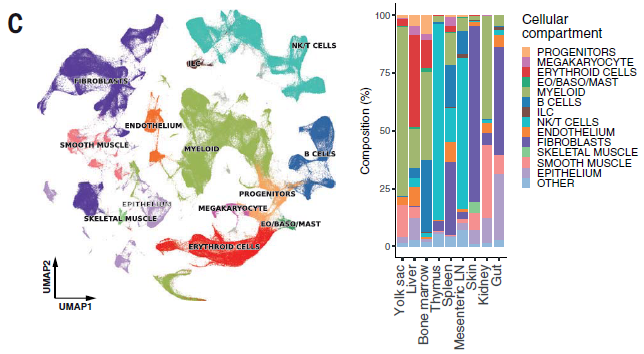 C
NK/T CELLS
ILC
FIBROBLASTS
ENDOTHELIUM
SMOOTH MUSCLE
MYELOID
B CELLS
PROGENITORS
EPITHELIUM
MEGAKARYOCYTE
SKELETAL MUSCLE
EO/BASO/MAST
ERYTHROID CELLS
UMAP2
UMAP1
Composition (%)
100
75
50
25
0
Yolk sac
Liver
Bone marrow
Thymus
Spleen
Mesenteric LN
Skin
Kidney
Gut
Cellular
compartment
PROGENITORS
MEGAKARYOCYTE
ERYTHROID CELLS
EO/BASO/MAST
MYELOID
B CELLS
ILC
NK/T CELLS
ENDOTHELIUM
FIBROBLASTS
SKELETAL MUSCLE
SMOOTH MUSCLE
EPITHELIUM
OTHER